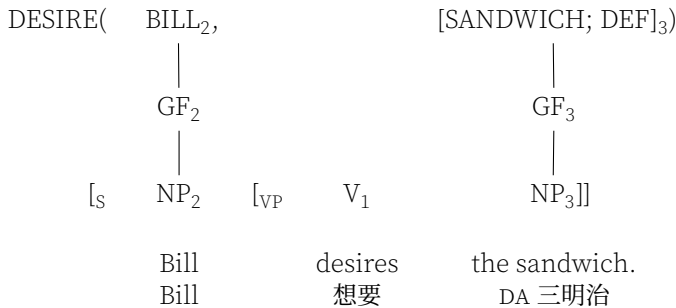 DESIRE( BILL₂, [SANDWICH; DEF]₃)
GF₂ GF₃
[S NP₂ [VP V₁ NP₃]]
Bill desires the sandwich.
Bill 想要 DA 三明治